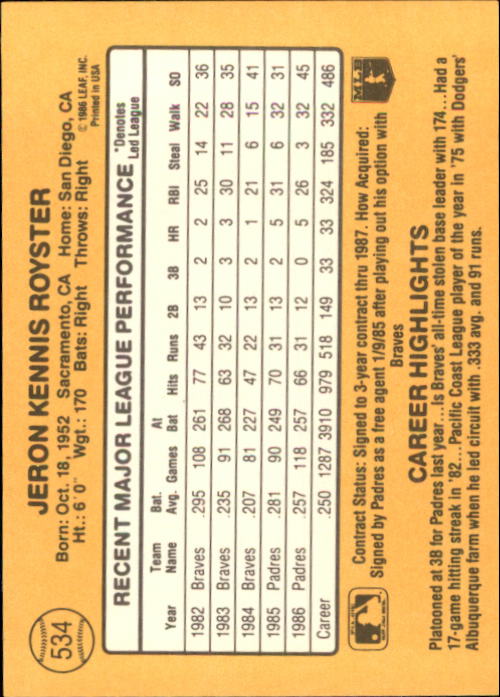 534
JERON KENNIS ROYSTER
Born: Oct. 18, 1952 Sacramento, CA Home: San Diego, CA
Ht.: 6' 0" Wgt.: 170 Bats: Right Throws: Right
© 1986 LEAF, INC.
Printed in USA
RECENT MAJOR LEAGUE PERFORMANCE *Denotes Led League
Year Team Name Bat. Avg. Games At Bat Hits Runs 2B 3B HR RBI Steal Walk SO
1982 Braves .295 108 261 77 43 13 2 2 25 14 22 36
1983 Braves .235 91 268 63 32 10 3 3 30 11 28 35
1984 Braves .207 81 227 47 22 13 2 1 21 6 15 41
1985 Padres .281 90 249 70 31 13 2 5 31 6 32 31
1986 Padres .257 118 257 66 31 12 0 5 26 3 32 45
Career .250 1287 3910 979 518 149 33 33 324 185 332 486
Contract Status: Signed to 3-year contract thru 1987. How Acquired:
Signed by Padres as a free agent 1/9/85 after playing out his option with
Braves
MLB
CAREER HIGHLIGHTS
Platooned at 3B for Padres last year...Is Braves' all-time stolen base leader with 174...Had a
17-game hitting streak in '82...Pacific Coast League player of the year in '75 with Dodgers'
Albuquerque farm when he led circuit with .333 avg. and 91 runs.